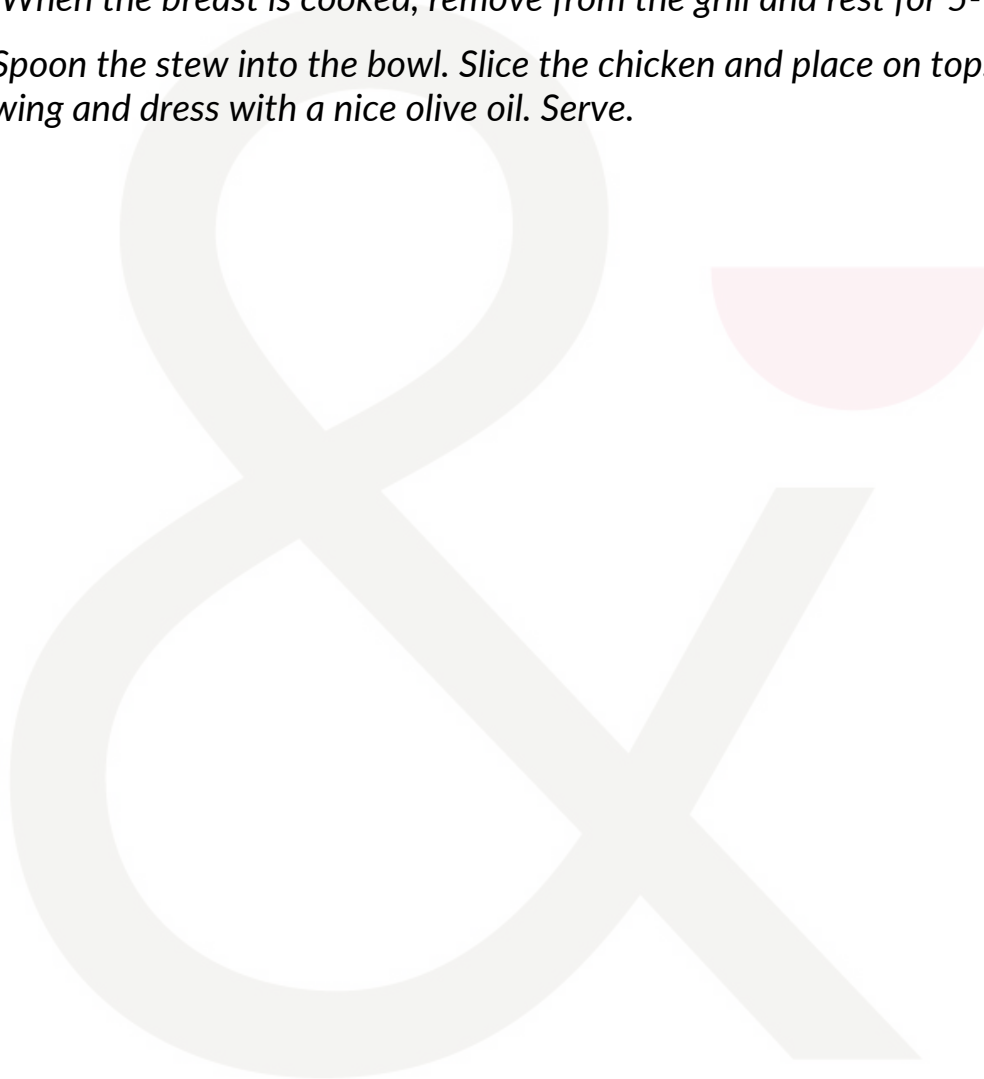 When the breast is cooked, remove from the grill and rest for 5-
Spoon the stew into the bowl. Slice the chicken and place on top.
wing and dress with a nice olive oil. Serve.
&